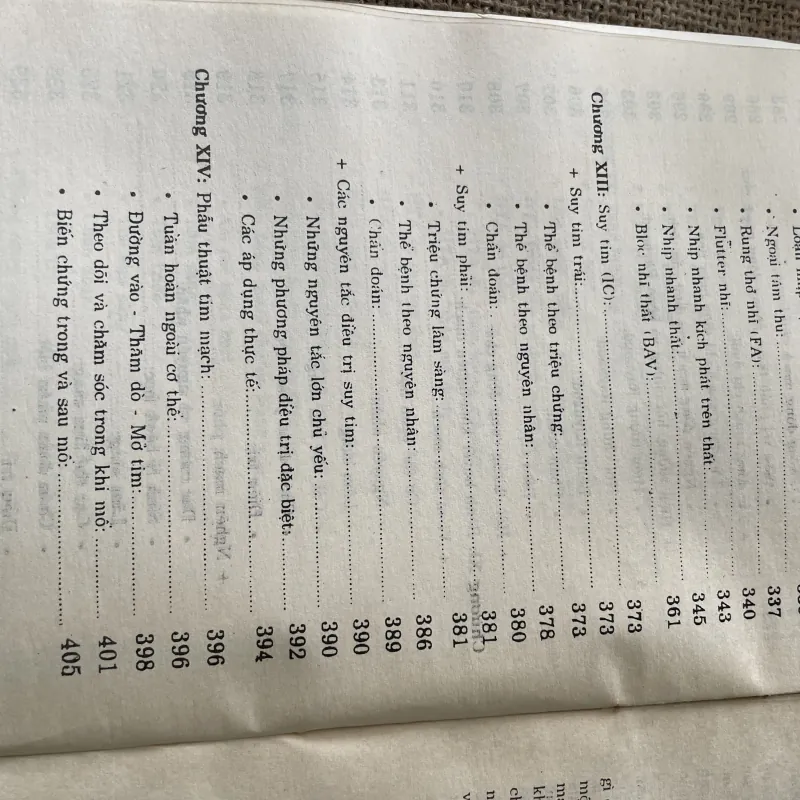 • Ngoại tâm thu: 337
• Rung thớ nhĩ (FA): 340
• Flutter nhĩ: 343
• Nhịp nhanh kịch phát trên thất: 345
• Nhịp nhanh thất: 361
• Bloc nhĩ thất (BAV): 373
Chương XIII: Suy tim (IC): 373
+ Suy tim trái: 373
• Thể bệnh theo triệu chứng: 378
• Thể bệnh theo nguyên nhân: 380
• Chẩn đoán: 381
+ Suy tim phải: 381
• Triệu chứng lâm sàng:
• Thể bệnh theo nguyên nhân: 386
• Chẩn đoán: 389
+ Các nguyên tắc điều trị suy tim: 390
• Những nguyên tắc lớn chủ yếu: 390
• Những phương pháp điều trị đặc biệt: 392
• Các áp dụng thực tế: 394
Chương XIV: Phẫu thuật tim mạch: 396
• Tuần hoàn ngoài cơ thể: 396
• Đường vào - Thăm dò - Mở tim: 398
• Theo dõi và chăm sóc trong khi mổ: 401
• Biến chứng trong và sau mổ: 405